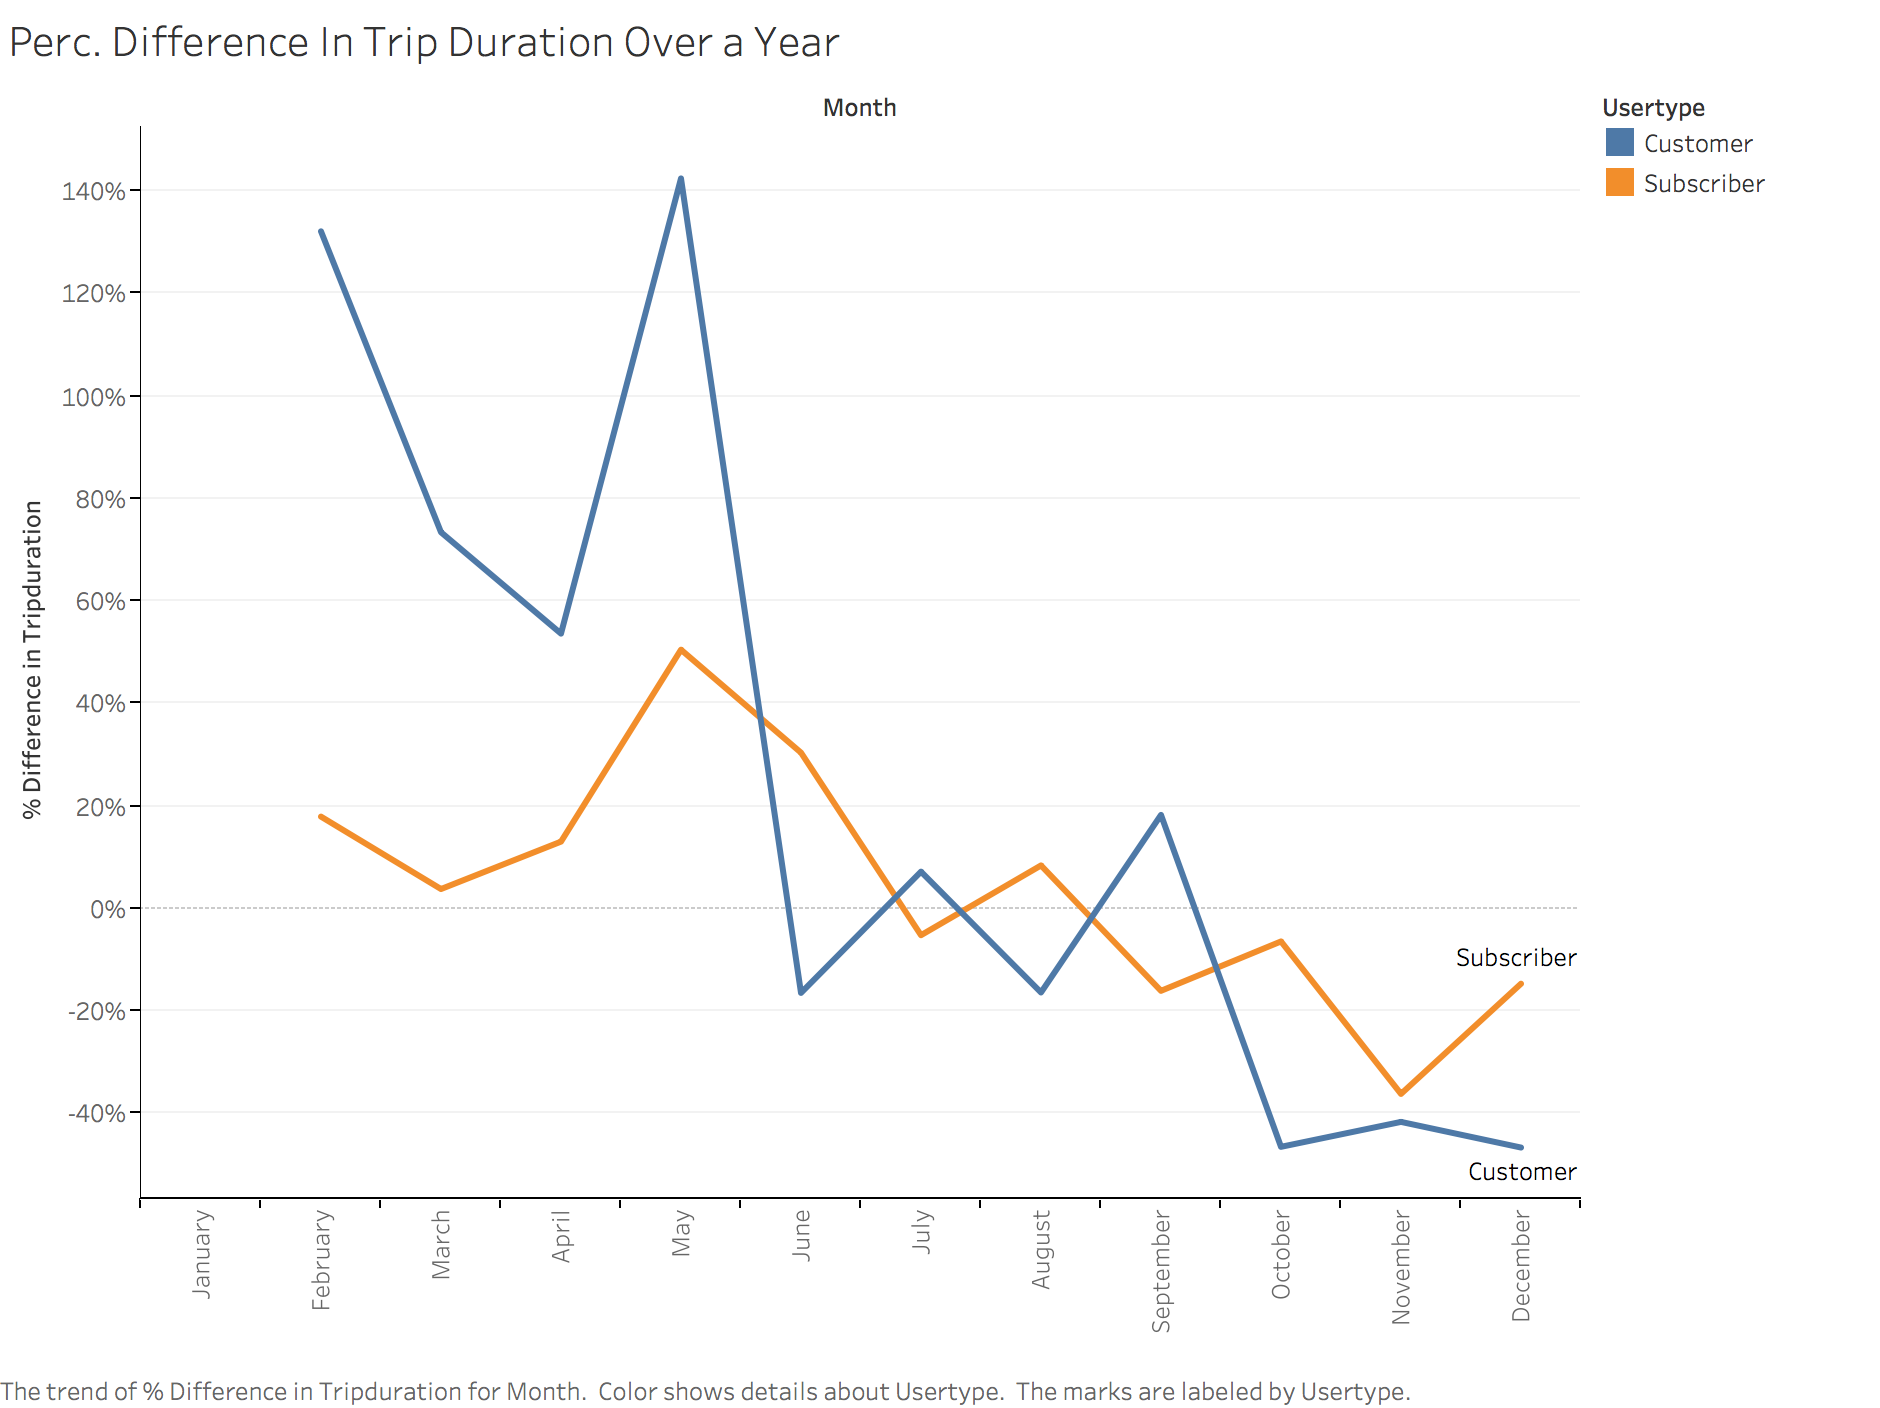 Perc. Difference In Trip Duration Over a Year
Month
Usertype
Customer
Subscriber
% Difference in Tripduration
140%
120%
100%
80%
60%
40%
20%
0%
-20%
-40%
Subscriber
Customer
January
February
March
April
May
June
July
August
September
October
November
December
The trend of % Difference in Tripduration for Month.  Color shows details about Usertype.  The marks are labeled by Usertype.